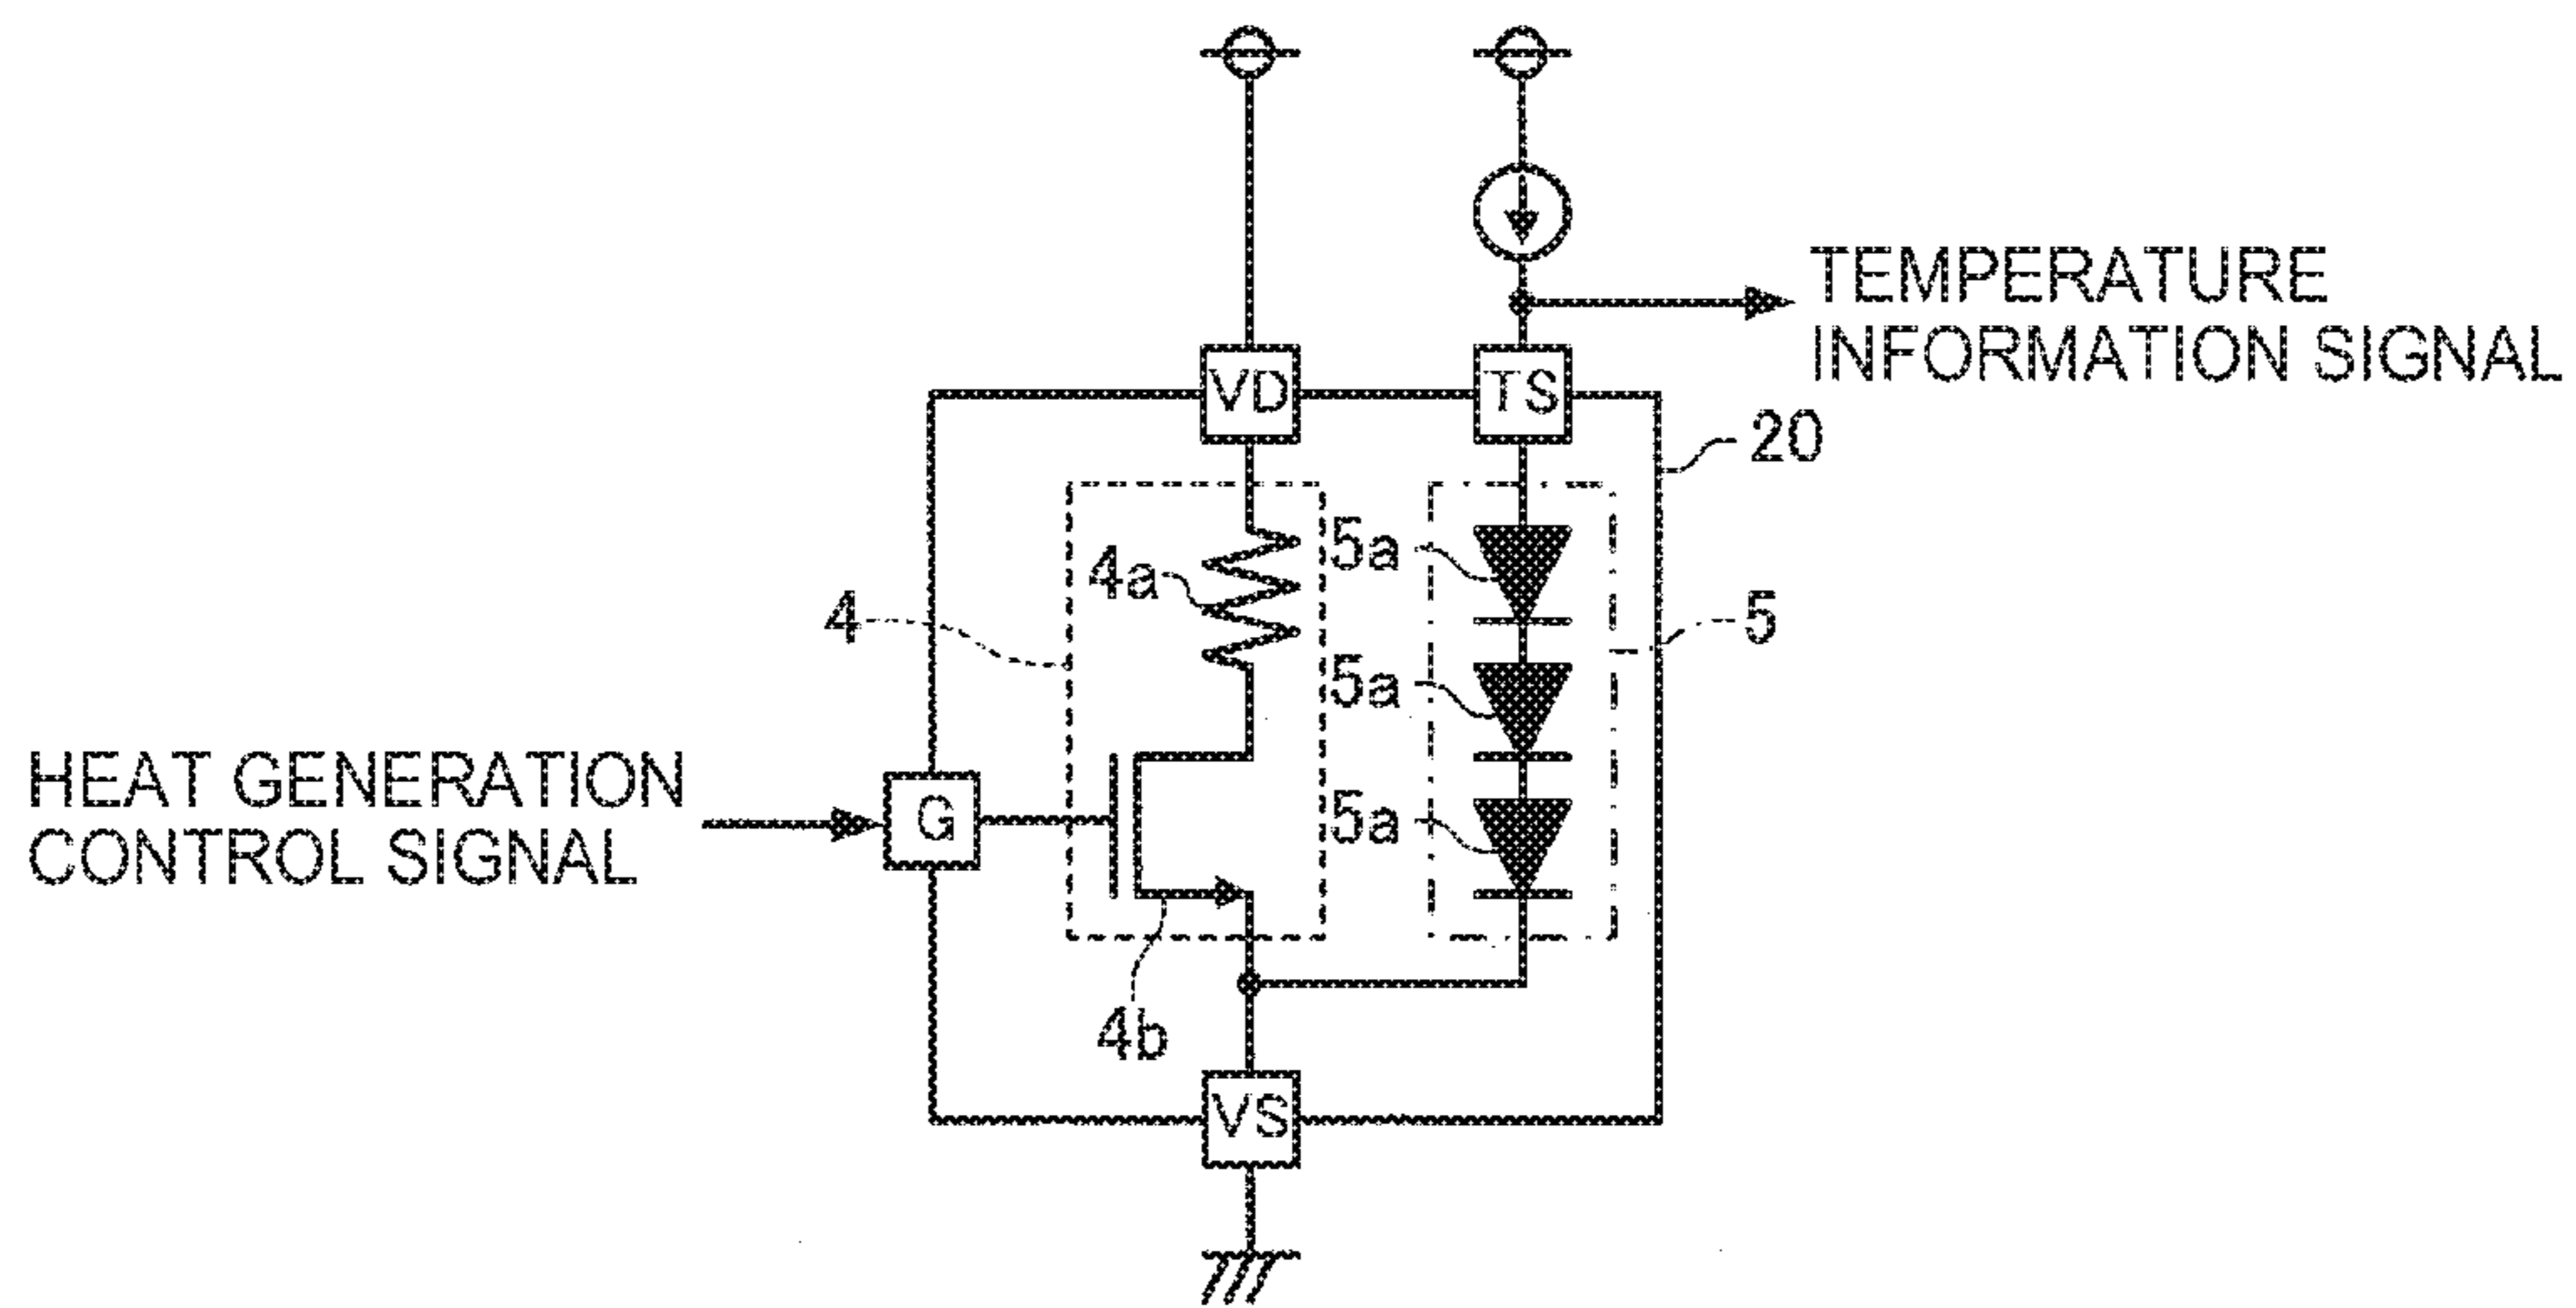 TEMPERATURE
INFORMATION SIGNAL
VD
TS
20
4a
5a
4
5
5a
HEAT GENERATION
CONTROL SIGNAL
G
5a
4b
VS